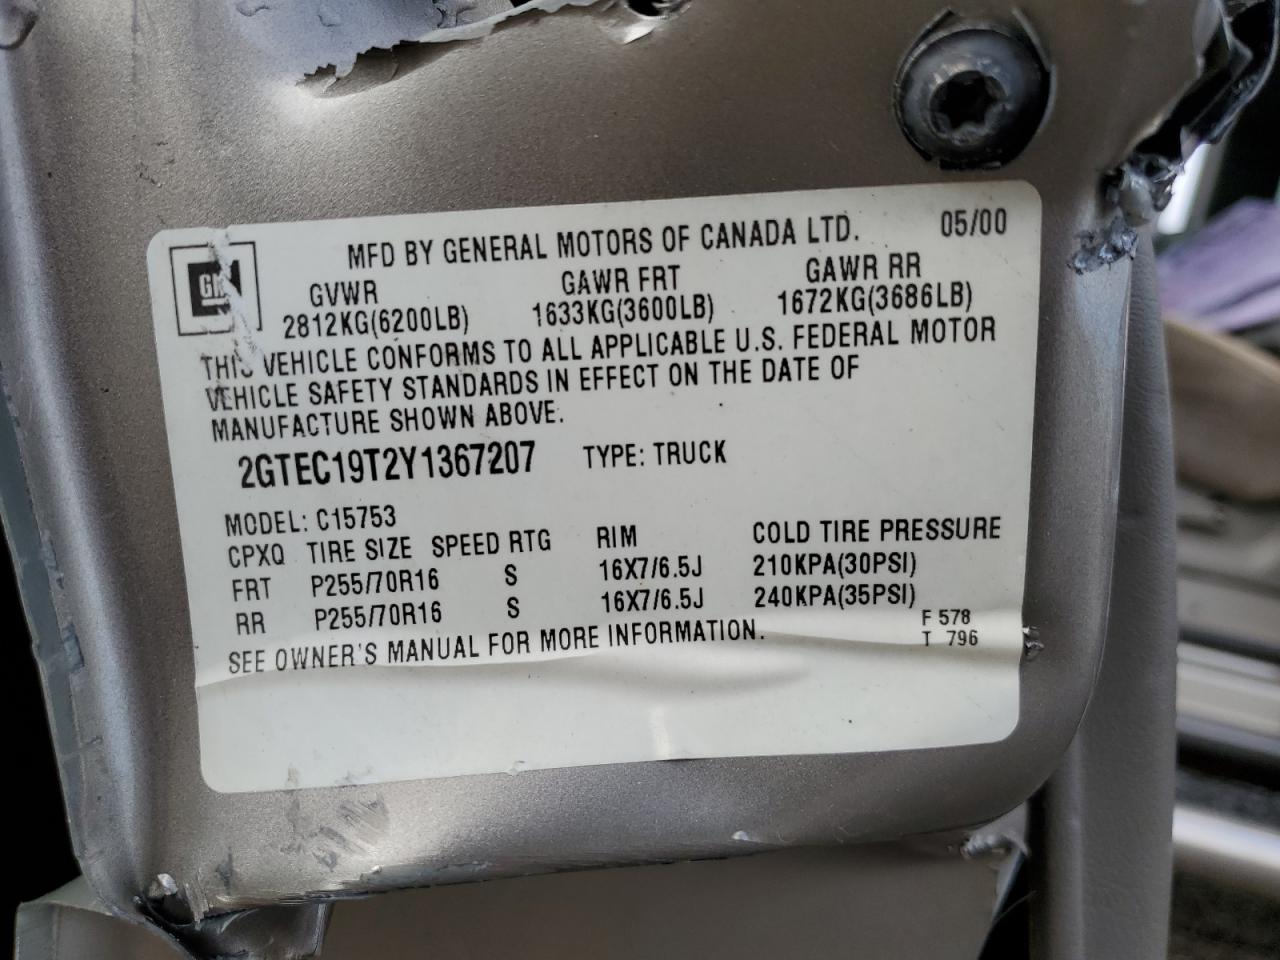 MFD BY GENERAL MOTORS OF CANADA LTD. 05/00
GM
GVWR GAWR FRT GAWR RR
2812KG(6200LB) 1633KG(3600LB) 1672KG(3686LB)
THIS VEHICLE CONFORMS TO ALL APPLICABLE U.S. FEDERAL MOTOR
VEHICLE SAFETY STANDARDS IN EFFECT ON THE DATE OF
MANUFACTURE SHOWN ABOVE.
2GTEC19T2Y1367207 TYPE: TRUCK
MODEL: C15753
CPXQ TIRE SIZE SPEED RTG RIM COLD TIRE PRESSURE
FRT P255/70R16 S 16X7/6.5J 210KPA(30PSI)
RR P255/70R16 S 16X7/6.5J 240KPA(35PSI)
SEE OWNER'S MANUAL FOR MORE INFORMATION.
F 578
T 796